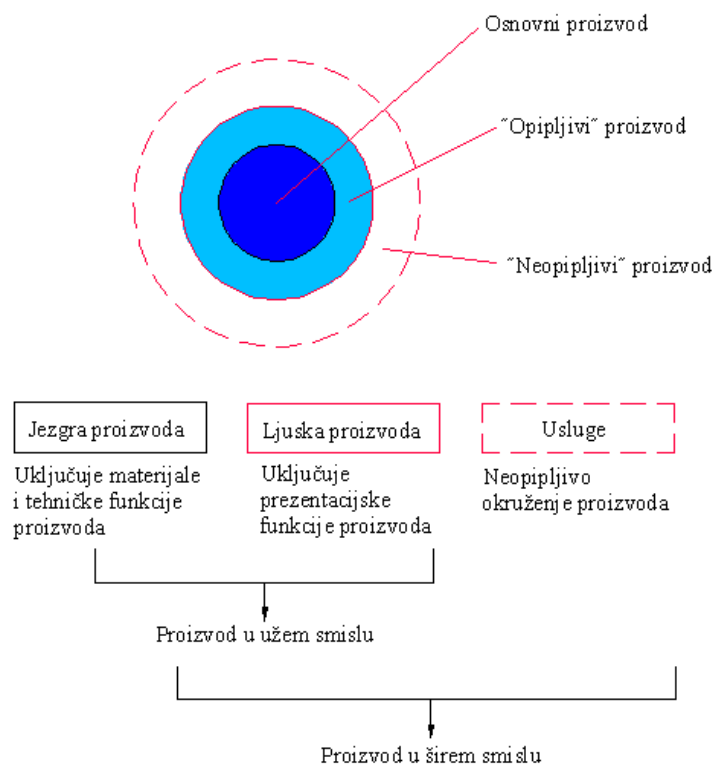 Osnovni proizvod
"Opipljivi" proizvod
"Neopipljivi" proizvod
Jezgra proizvoda
Ljuska proizvoda
Usluge
Uključuje materijale
i tehničke funkcije
proizvoda
Uključuje
prezentacijske
funkcije proizvoda
Neopipljivo
okruženje proizvoda
Proizvod u užem smislu
Proizvod u širem smislu